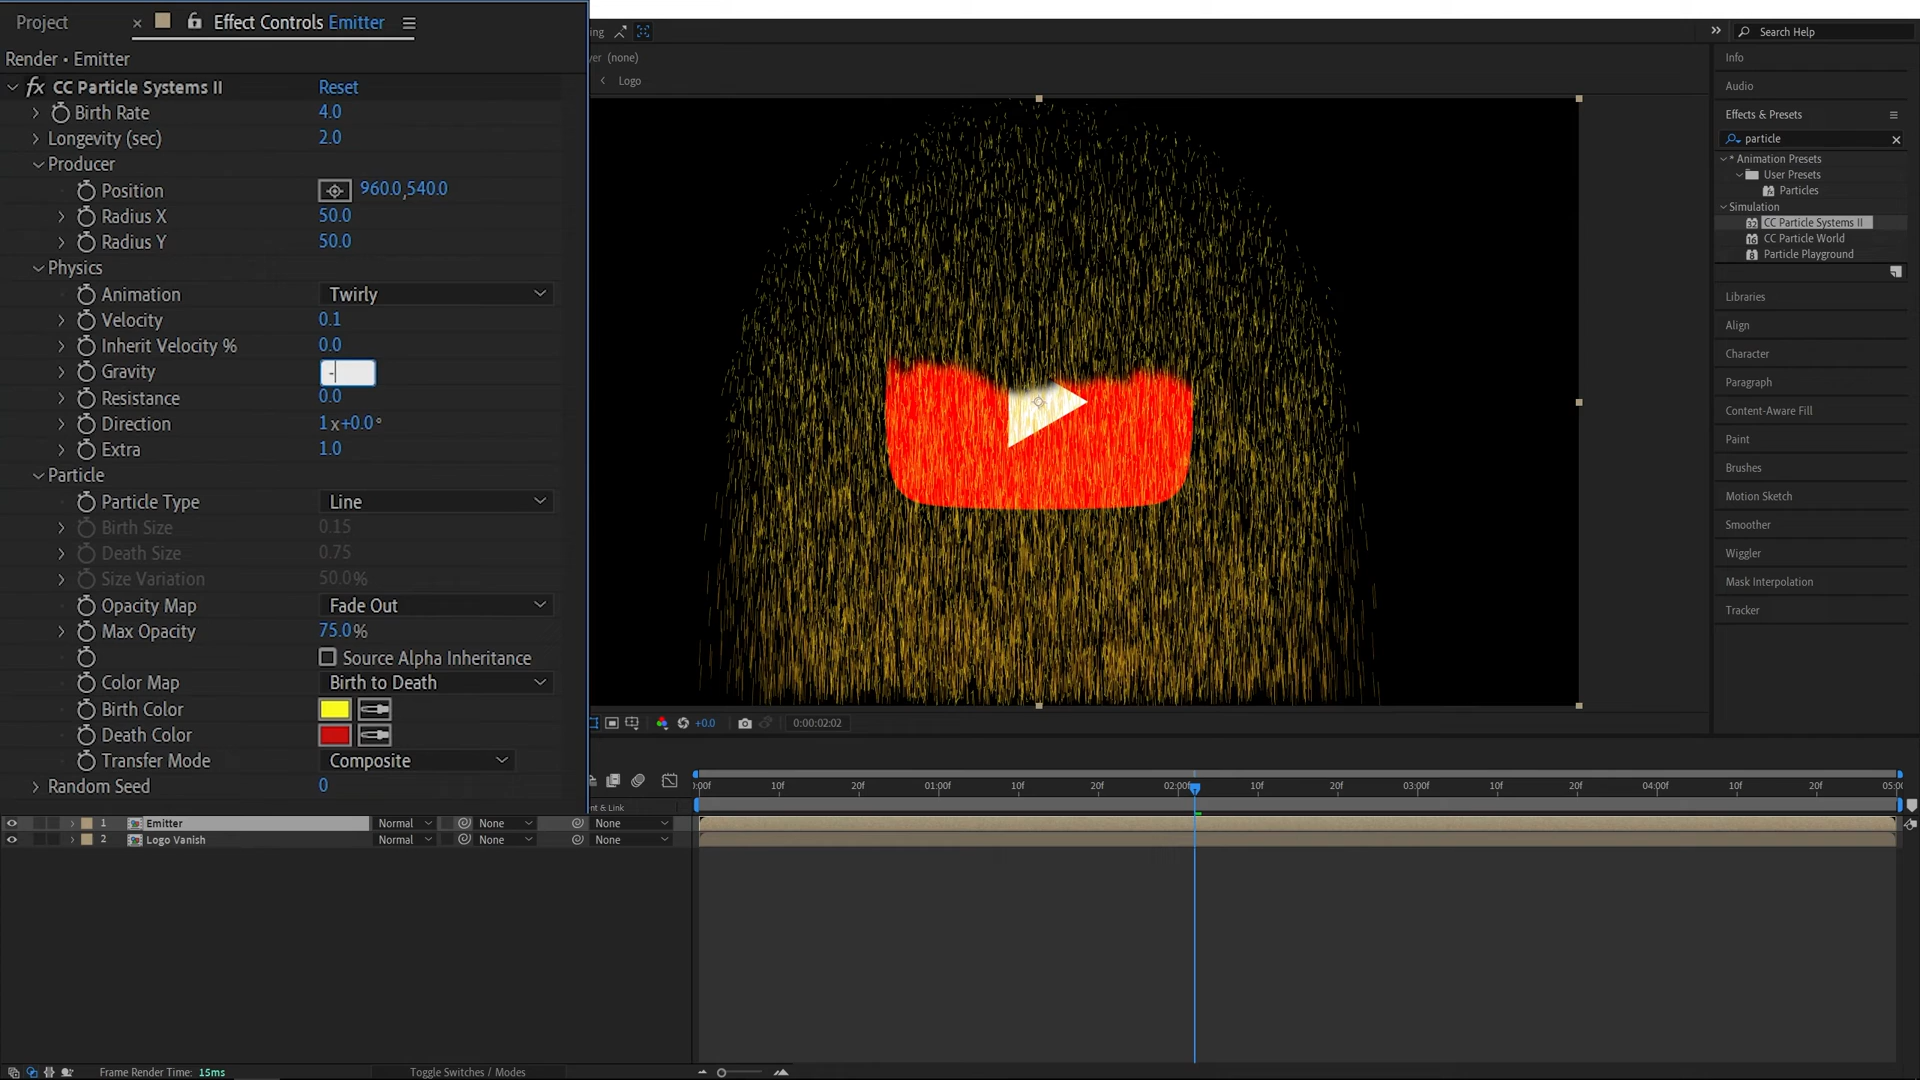 Project
Effect Controls Emitter
Render • Emitter
fx CC Particle Systems II Reset
Birth Rate 4.0
Longevity (sec) 2.0
Producer
Position 960.0,540.0
Radius X 50.0
Radius Y 50.0
Physics
Animation Twirly
Velocity 0.1
Inherit Velocity % 0.0
Gravity -
Resistance 0.0
Direction 1x+0.0°
Extra 1.0
Particle
Particle Type Line
Birth Size 0.15
Death Size 0.75
Size Variation 50.0%
Opacity Map Fade Out
Max Opacity 75.0%
Source Alpha Inheritance
Color Map Birth to Death
Birth Color
Death Color
Transfer Mode Composite
Random Seed 0
ing
yer (none)
Logo
+0.0 0:00:02:02
Search Help
Info
Audio
Effects & Presets
particle
* Animation Presets
User Presets
Particles
Simulation
32 CC Particle Systems II
16 CC Particle World
8 Particle Playground
Libraries
Align
Character
Paragraph
Content-Aware Fill
Paint
Brushes
Motion Sketch
Smoother
Wiggler
Mask Interpolation
Tracker
:00f 10f 20f 01:00f 10f 20f 02:00f 10f 20f 03:00f 10f 20f 04:00f 10f 20f 05:00
nt & Link
1 Emitter Normal None None
2 Logo Vanish Normal None None
Frame Render Time: 15ms
Toggle Switches / Modes